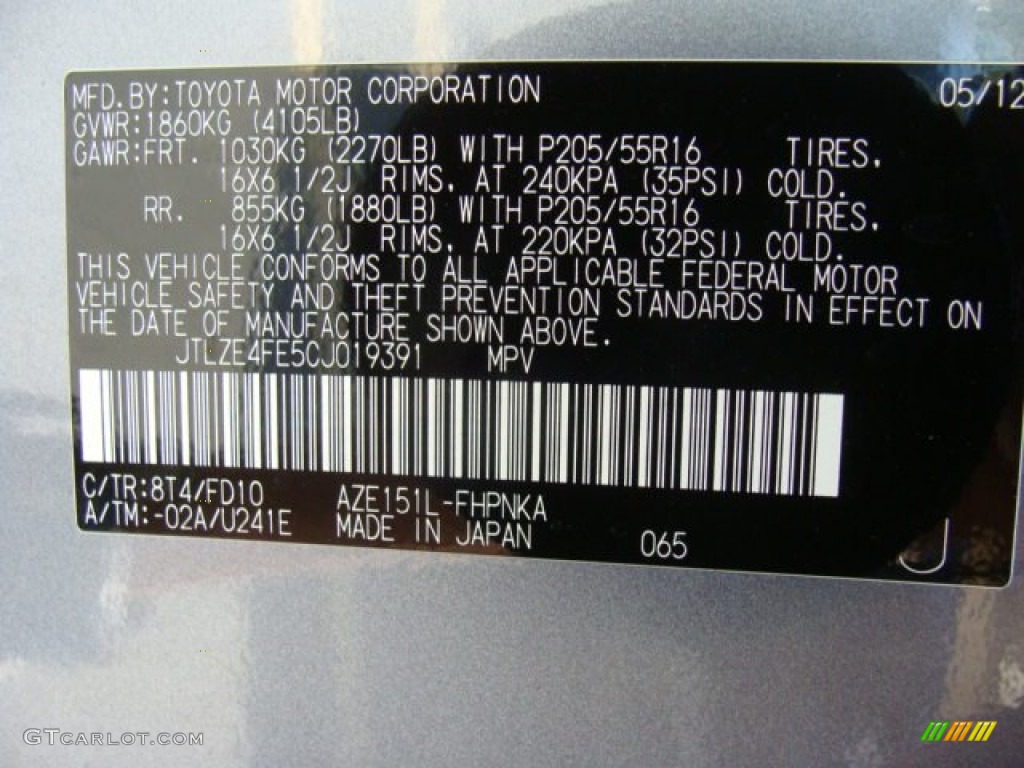 MFD.BY:TOYOTA MOTOR CORPORATION 05/12
GVWR:1860KG (4105LB)
GAWR:FRT. 1030KG (2270LB) WITH P205/55R16 TIRES,
16X6 1/2J RIMS, AT 240KPA (35PSI) COLD.
RR. 855KG (1880LB) WITH P205/55R16 TIRES,
16X6 1/2J RIMS, AT 220KPA (32PSI) COLD.
THIS VEHICLE CONFORMS TO ALL APPLICABLE FEDERAL MOTOR
VEHICLE SAFETY AND THEFT PREVENTION STANDARDS IN EFFECT ON
THE DATE OF MANUFACTURE SHOWN ABOVE.
JTLZE4FE5CJ019391 MPV
C/TR:8T4/FD10 AZE151L-FHPNKA
A/TM:-02A/U241E MADE IN JAPAN 065 J
GTCARLOT.COM